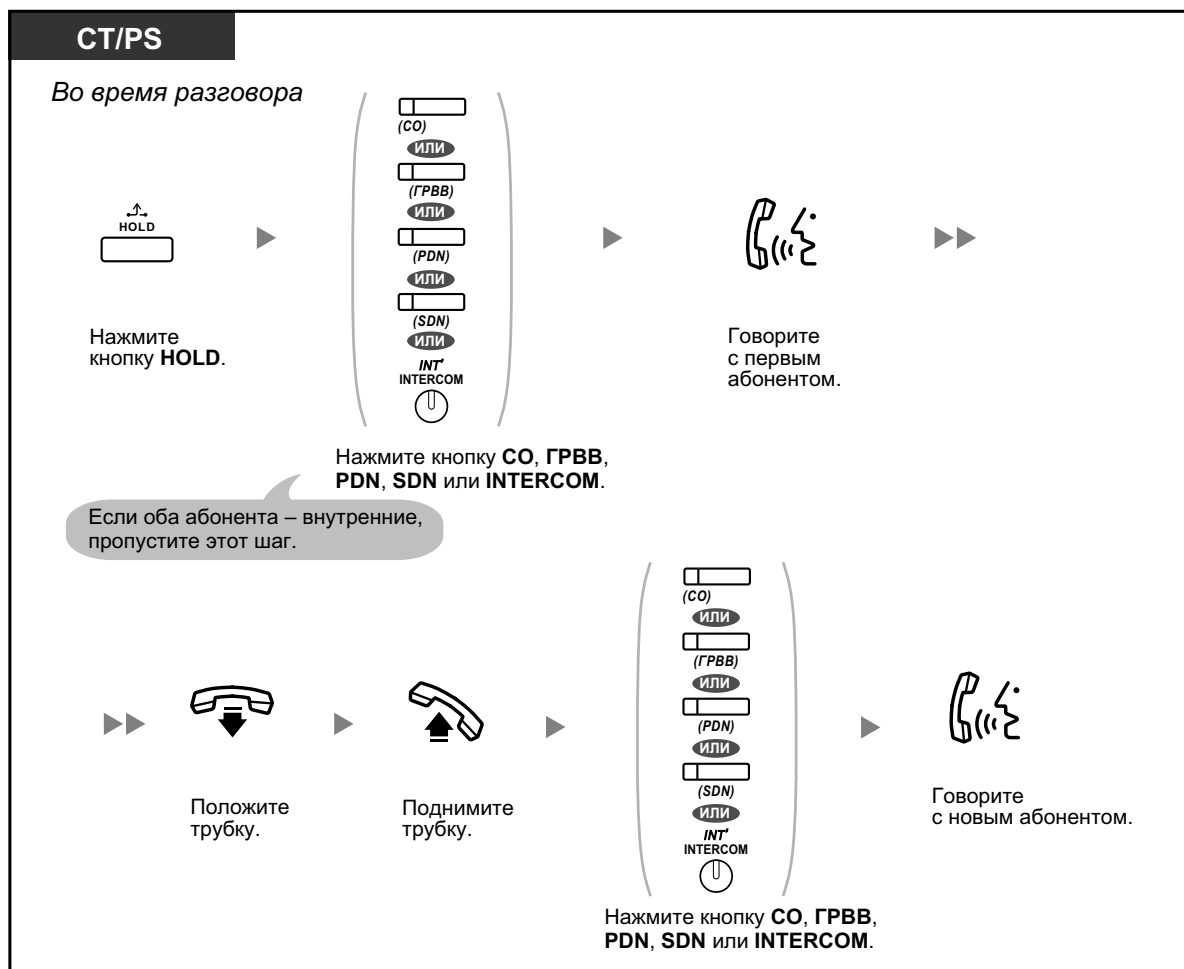 CT/PS
Во время разговора
(CO)
ИЛИ
(ГРВВ)
ИЛИ
(PDN)
ИЛИ
(SDN)
ИЛИ
INT'
INTERCOM
HOLD
Нажмите
кнопку HOLD.
Нажмите кнопку CO, ГРВВ,
PDN, SDN или INTERCOM.
Говорите
с первым
абонентом.
Если оба абонента – внутренние,
пропустите этот шаг.
Положите
трубку.
Поднимите
трубку.
(CO)
ИЛИ
(ГРВВ)
ИЛИ
(PDN)
ИЛИ
(SDN)
ИЛИ
INT'
INTERCOM
Нажмите кнопку CO, ГРВВ,
PDN, SDN или INTERCOM.
Говорите
с новым абонентом.